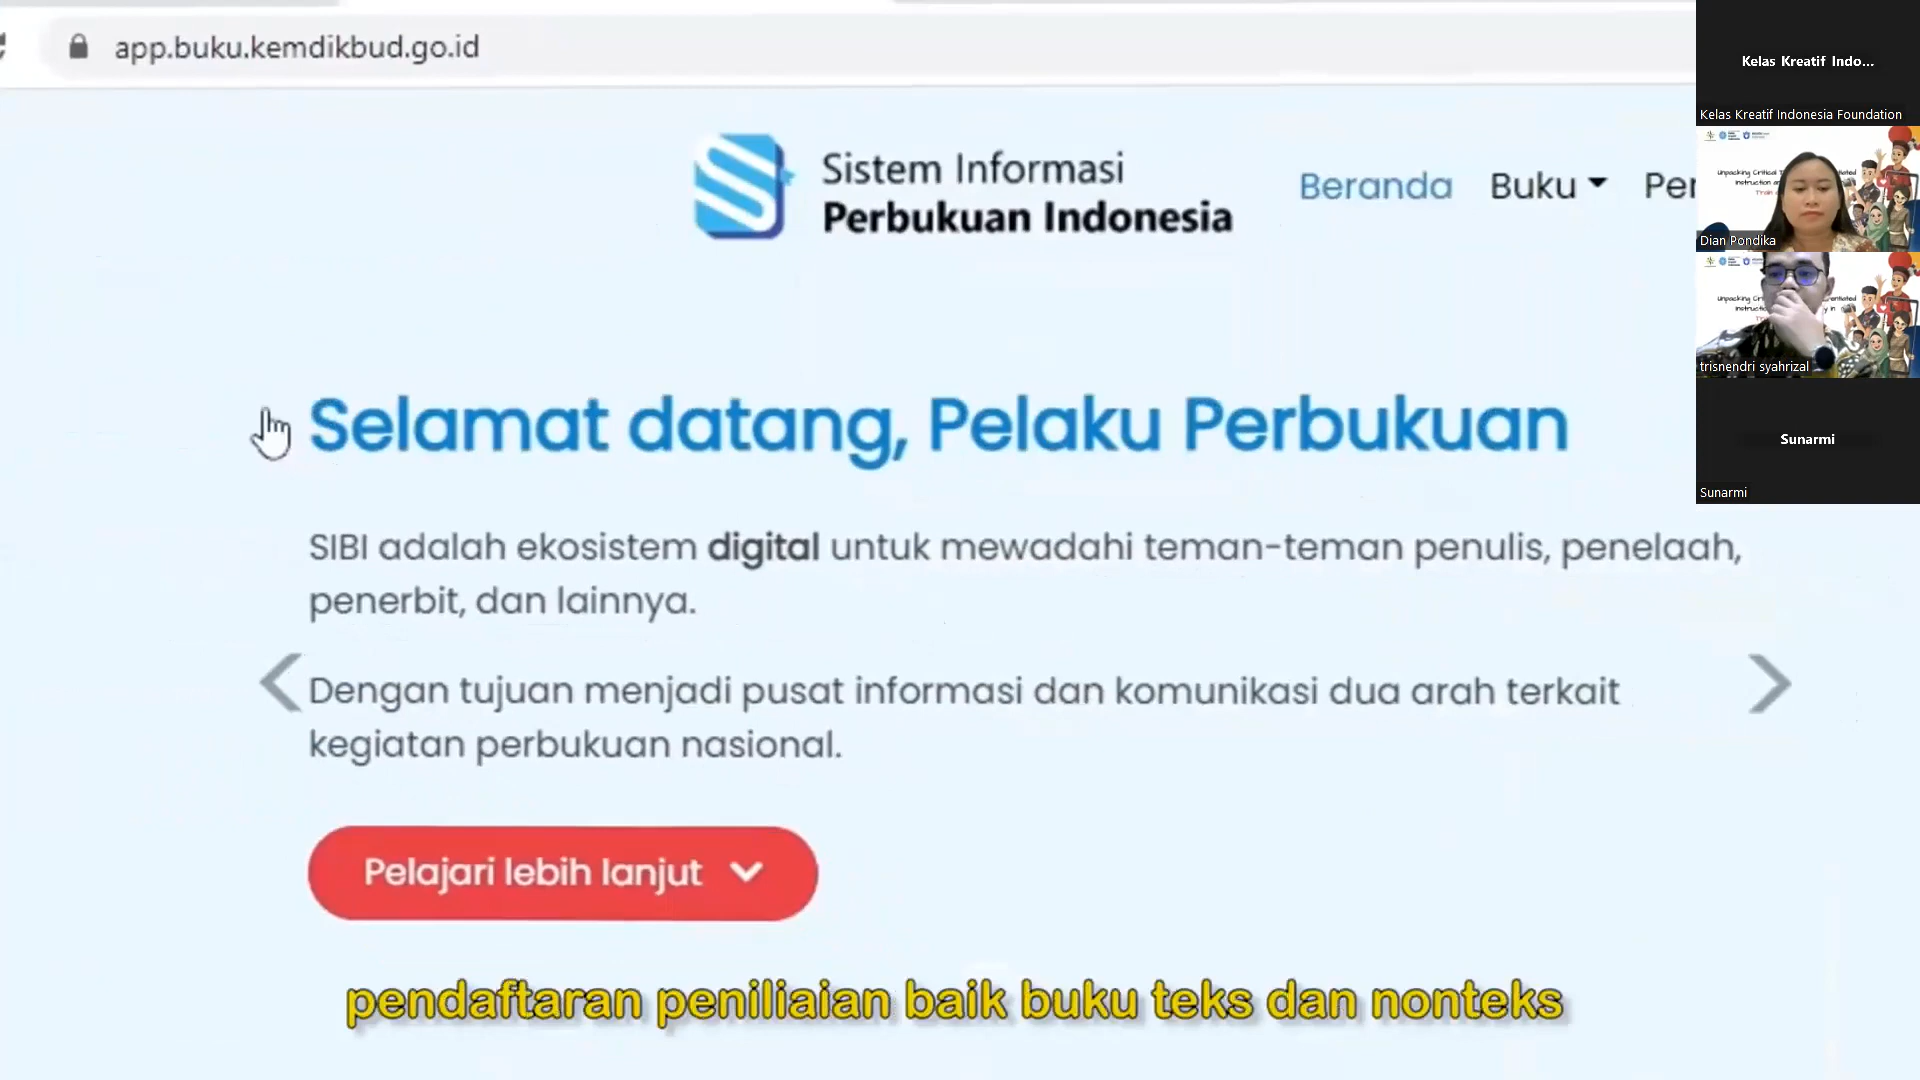 app.buku.kemdikbud.go.id
Sistem Informasi
Perbukuan Indonesia
Beranda
Buku
Selamat datang, Pelaku Perbukuan
SIBI adalah ekosistem digital untuk mewadahi teman-teman penulis, penelaah,
penerbit, dan lainnya.
Dengan tujuan menjadi pusat informasi dan komunikasi dua arah terkait
kegiatan perbukuan nasional.
Pelajari lebih lanjut
pendaftaran peniliaian baik buku teks dan nonteks
Kelas Kreatif Indo...
Kelas Kreatif Indonesia Foundation
Dian Pondika
trisnendri syahrizal
Sunarmi
Sunarmi